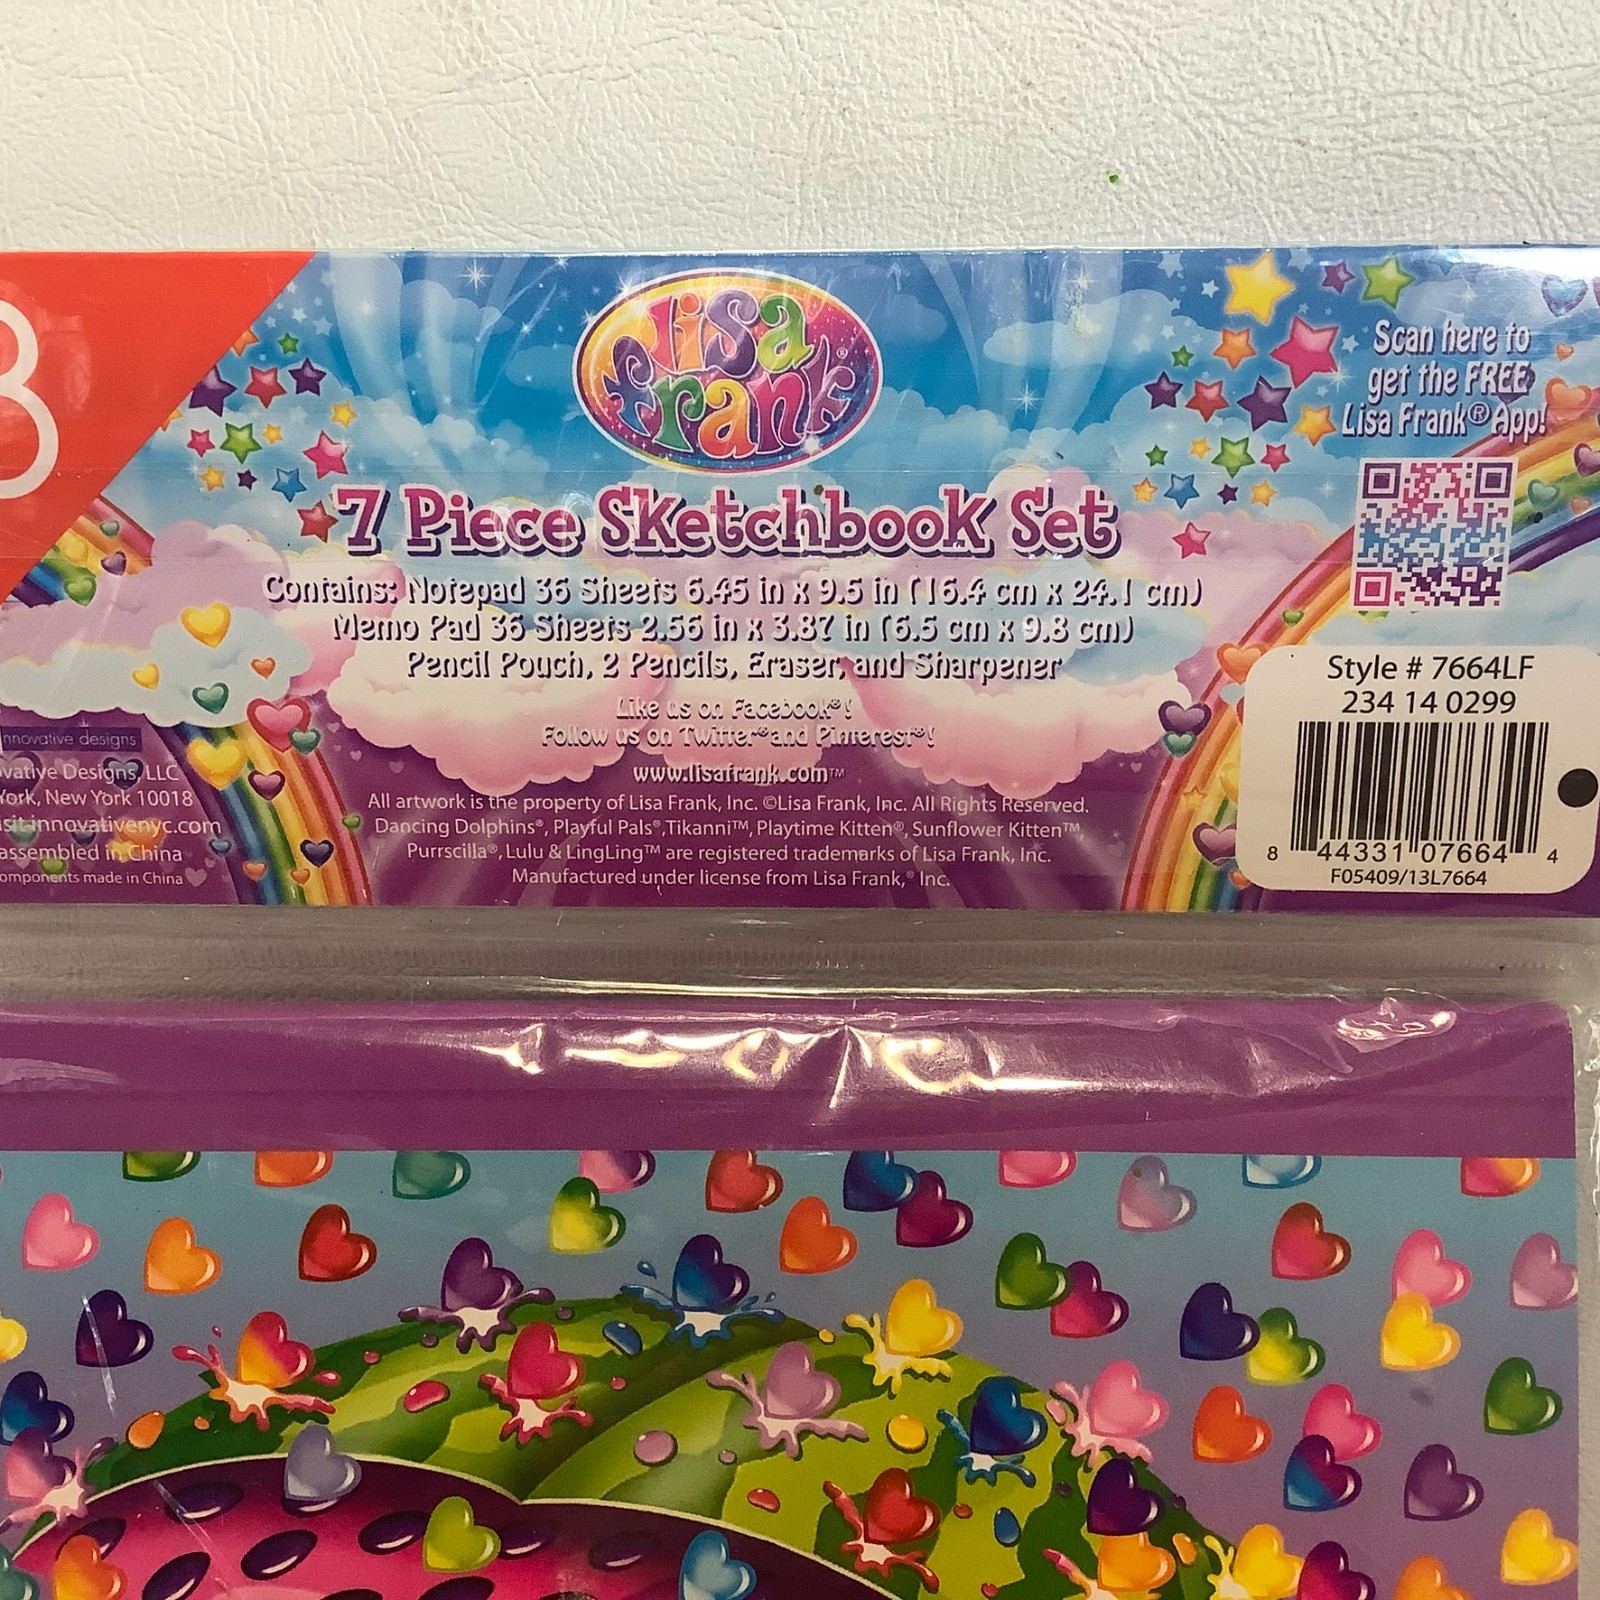 lisa
frank®
Scan here to
get the FREE
Lisa Frank® App!
7 Piece Sketchbook Set
Contains: Notepad 36 Sheets 6.45 in x 9.5 in (16.4 cm x 24.1 cm)
Memo Pad 36 Sheets 2.56 in x 3.87 in (6.5 cm x 9.8 cm)
Pencil Pouch, 2 Pencils, Eraser, and Sharpener
Like us on Facebook®!
Follow us on Twitter® and Pinterest®!
www.lisafrank.com™
All artwork is the property of Lisa Frank, Inc. ©Lisa Frank, Inc. All Rights Reserved.
Dancing Dolphins®, Playful Pals®, Tikanni™, Playtime Kitten®, Sunflower Kitten™
Purrscilla®, Lulu & LingLing™ are registered trademarks of Lisa Frank, Inc.
Manufactured under license from Lisa Frank,® Inc.
innovative designs
vative Designs, LLC
York, New York 10018
isit innovativenyc.com
assembled in China
omponents made in China
Style # 7664LF
234 14 0299
8 44331 07664 4
F05409/13L7664